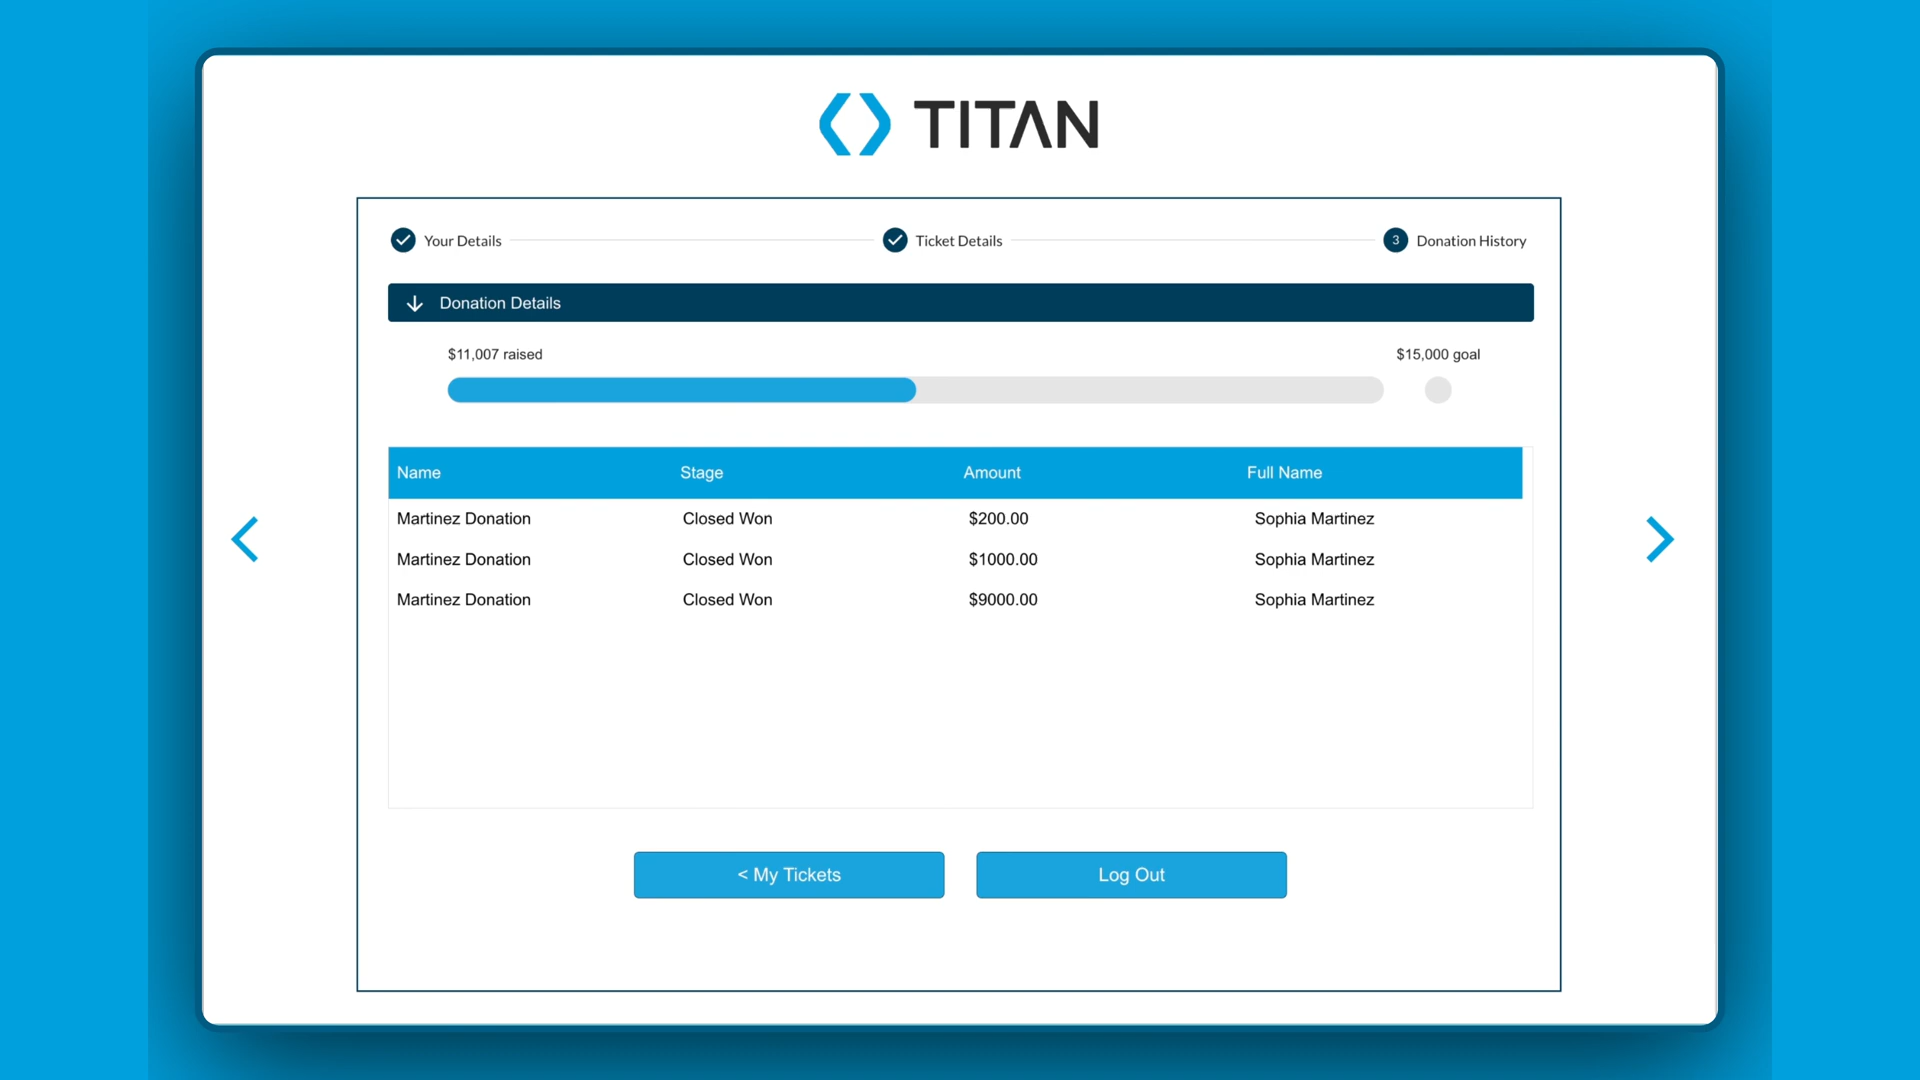 TITAN
Your Details Ticket Details 3 Donation History
Donation Details
$11,007 raised $15,000 goal
Name Stage Amount Full Name
Martinez Donation Closed Won $200.00 Sophia Martinez
Martinez Donation Closed Won $1000.00 Sophia Martinez
Martinez Donation Closed Won $9000.00 Sophia Martinez
< My Tickets Log Out